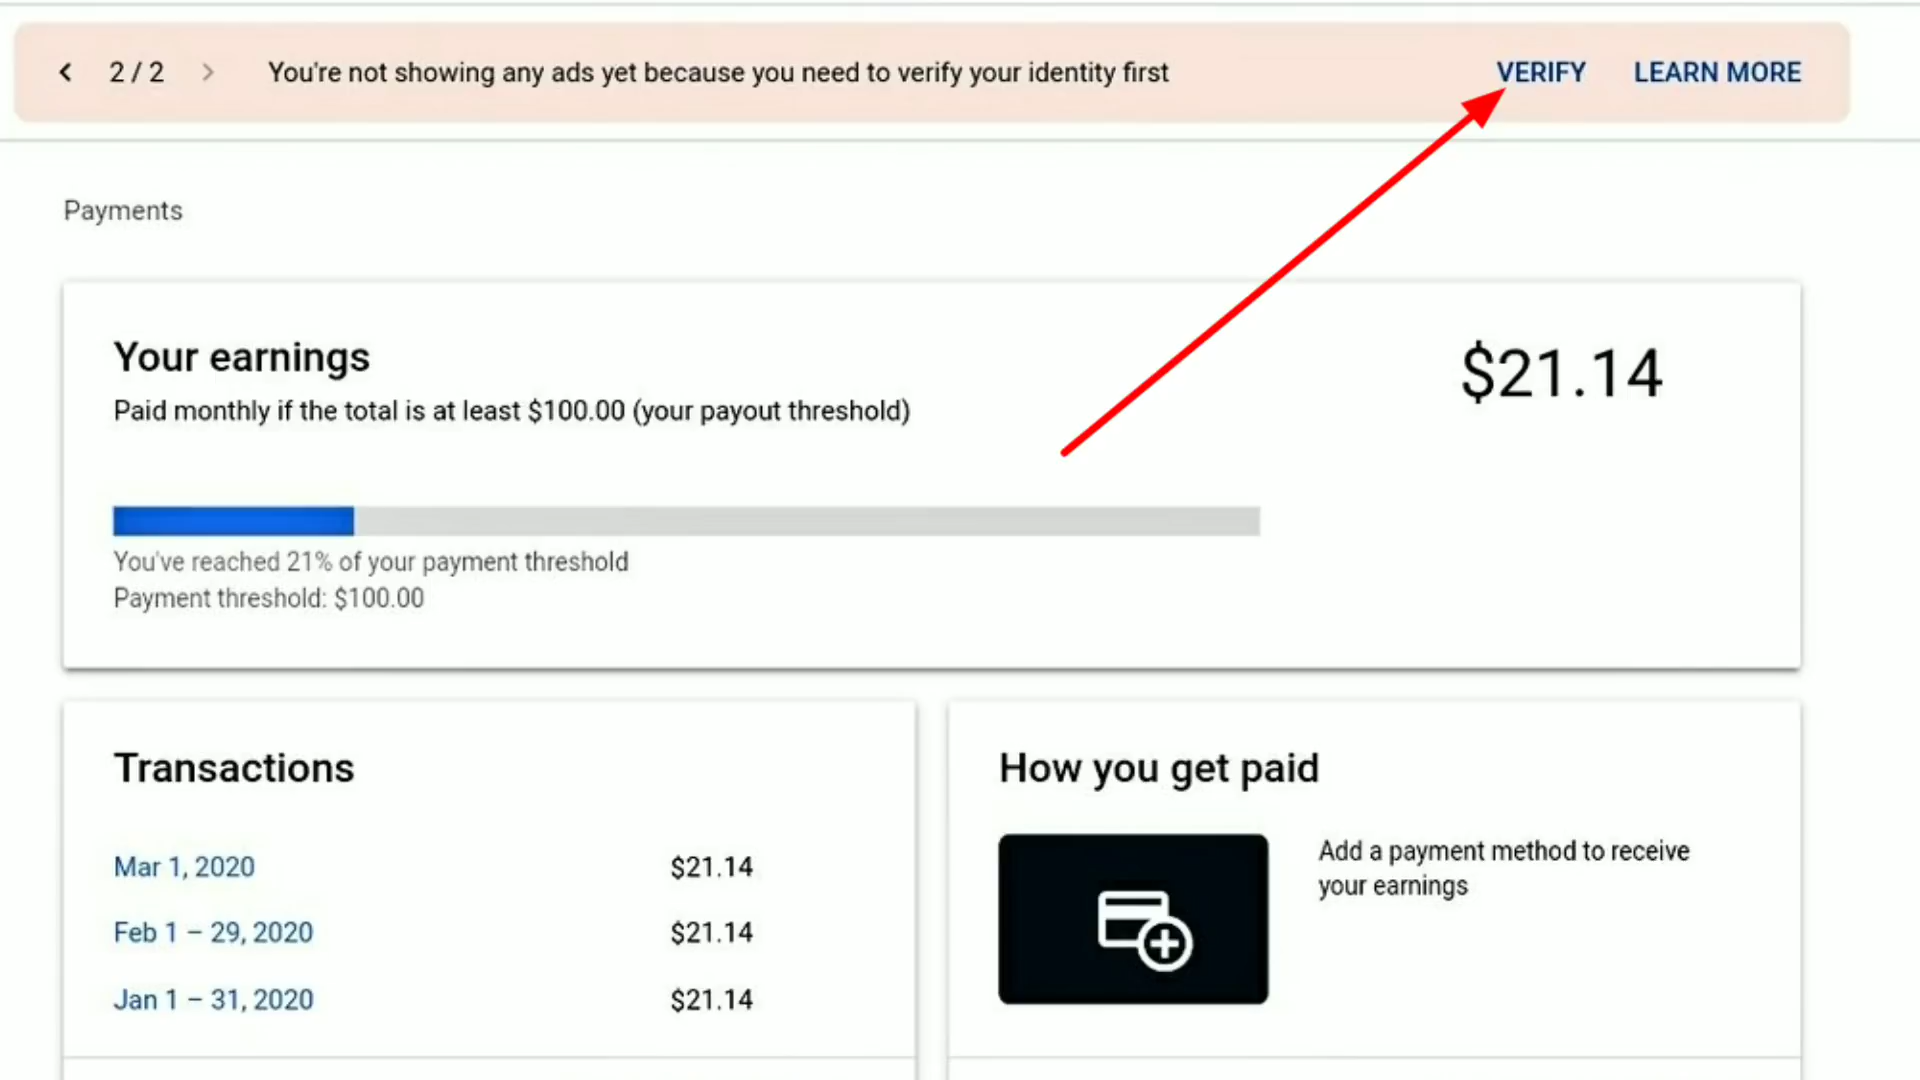 2 / 2
You're not showing any ads yet because you need to verify your identity first
VERIFY
LEARN MORE
Payments
Your earnings
$21.14
Paid monthly if the total is at least $100.00 (your payout threshold)
You've reached 21% of your payment threshold
Payment threshold: $100.00
Transactions
Mar 1, 2020 $21.14
Feb 1 – 29, 2020 $21.14
Jan 1 – 31, 2020 $21.14
How you get paid
Add a payment method to receive
your earnings